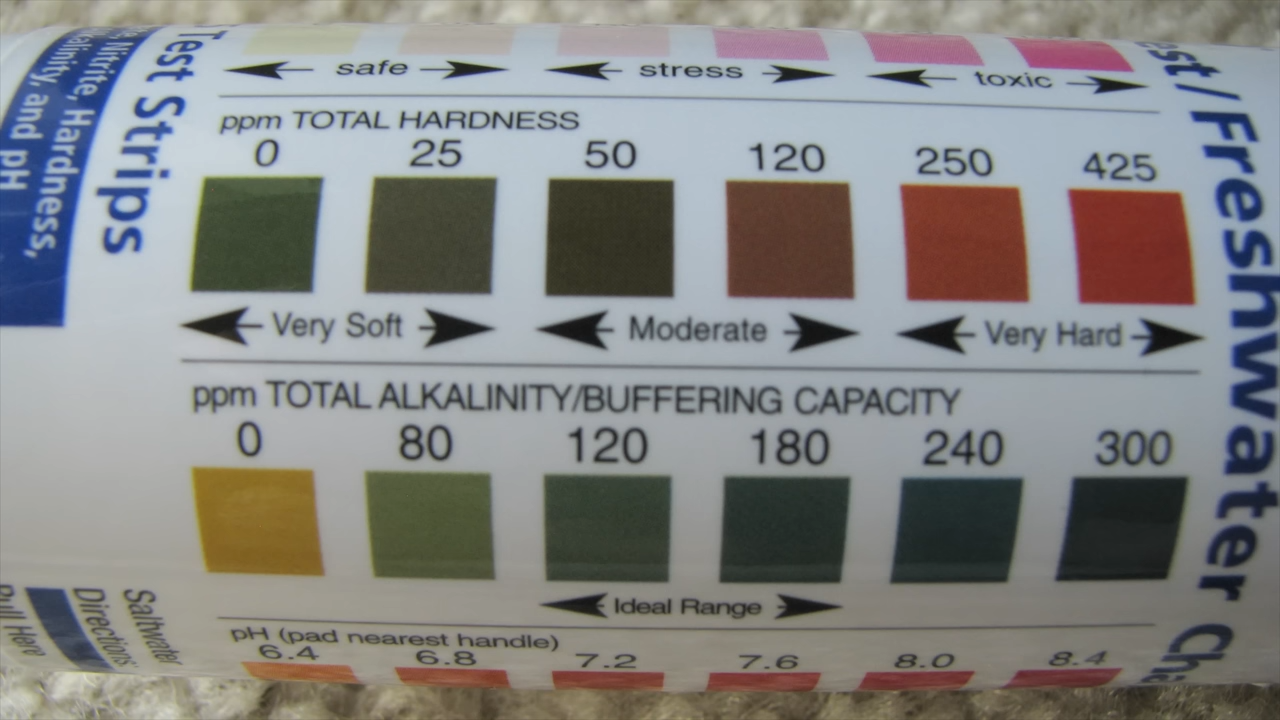 safe stress toxic
ppm TOTAL HARDNESS
0 25 50 120 250 425
Very Soft Moderate Very Hard
ppm TOTAL ALKALINITY/BUFFERING CAPACITY
0 80 120 180 240 300
Ideal Range
pH (pad nearest handle)
6.4 6.8 7.2 7.6 8.0 8.4
Test Strips
Nitrite, Hardness,
and pH
Saltwater
Directions:
Pull Here
Freshwater